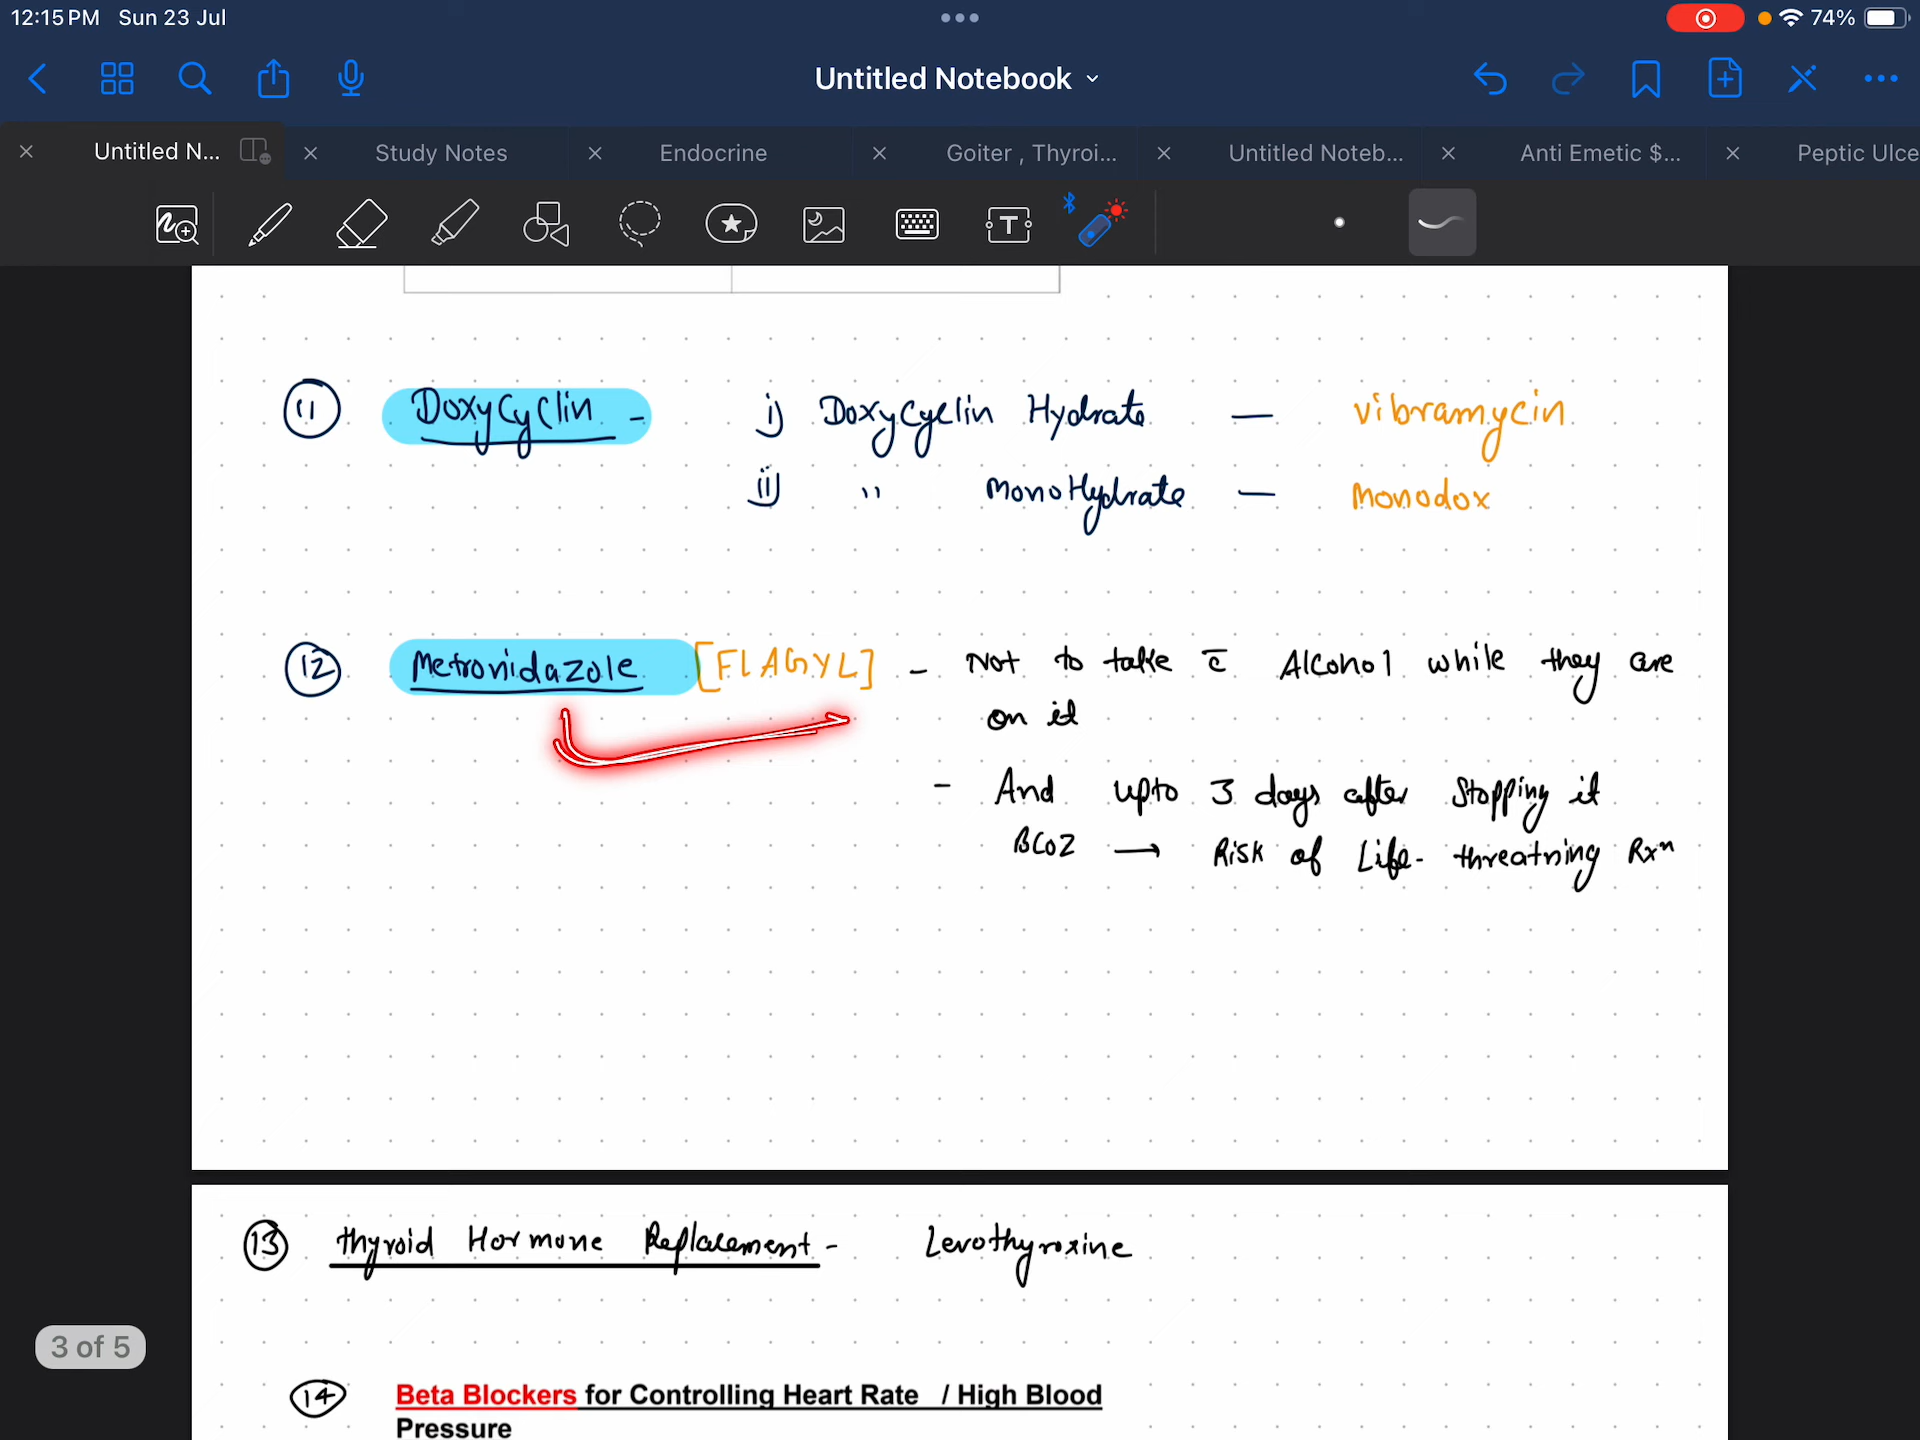 12:15 PM Sun 23 Jul 74%
Untitled Notebook
Untitled N... Study Notes Endocrine Goiter , Thyroi... Untitled Noteb... Anti Emetic $... Peptic Ulce
T
11 Doxycyclin - i) Doxycyclin Hydrate — vibramycin
ii) " monoHydrate — monodox
12 Metronidazole [FLAGYL] - Not to take c̄ Alcohol while they are
on it
- And upto 3 days after stopping it
BCOZ → Risk of Life- threatning Rxⁿ
13 thyroid Hormone Replacement - Levothyroxine
3 of 5
14 Beta Blockers for Controlling Heart Rate / High Blood
Pressure